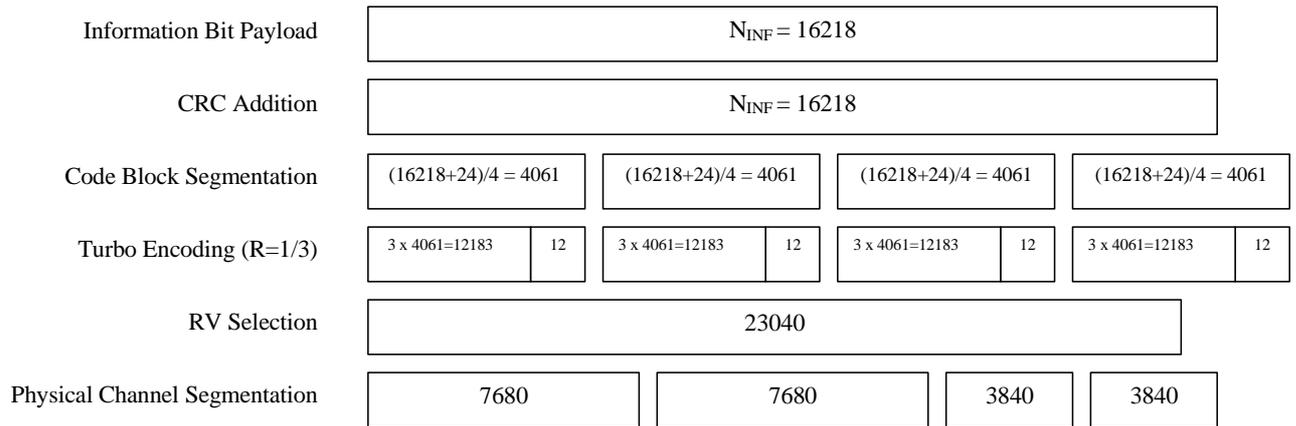 Information Bit Payload N_INF = 16218
CRC Addition N_INF = 16218
Code Block Segmentation (16218+24)/4 = 4061 (16218+24)/4 = 4061 (16218+24)/4 = 4061 (16218+24)/4 = 4061
Turbo Encoding (R=1/3) 3 x 4061=12183 12 3 x 4061=12183 12 3 x 4061=12183 12 3 x 4061=12183 12
RV Selection 23040
Physical Channel Segmentation 7680 7680 3840 3840